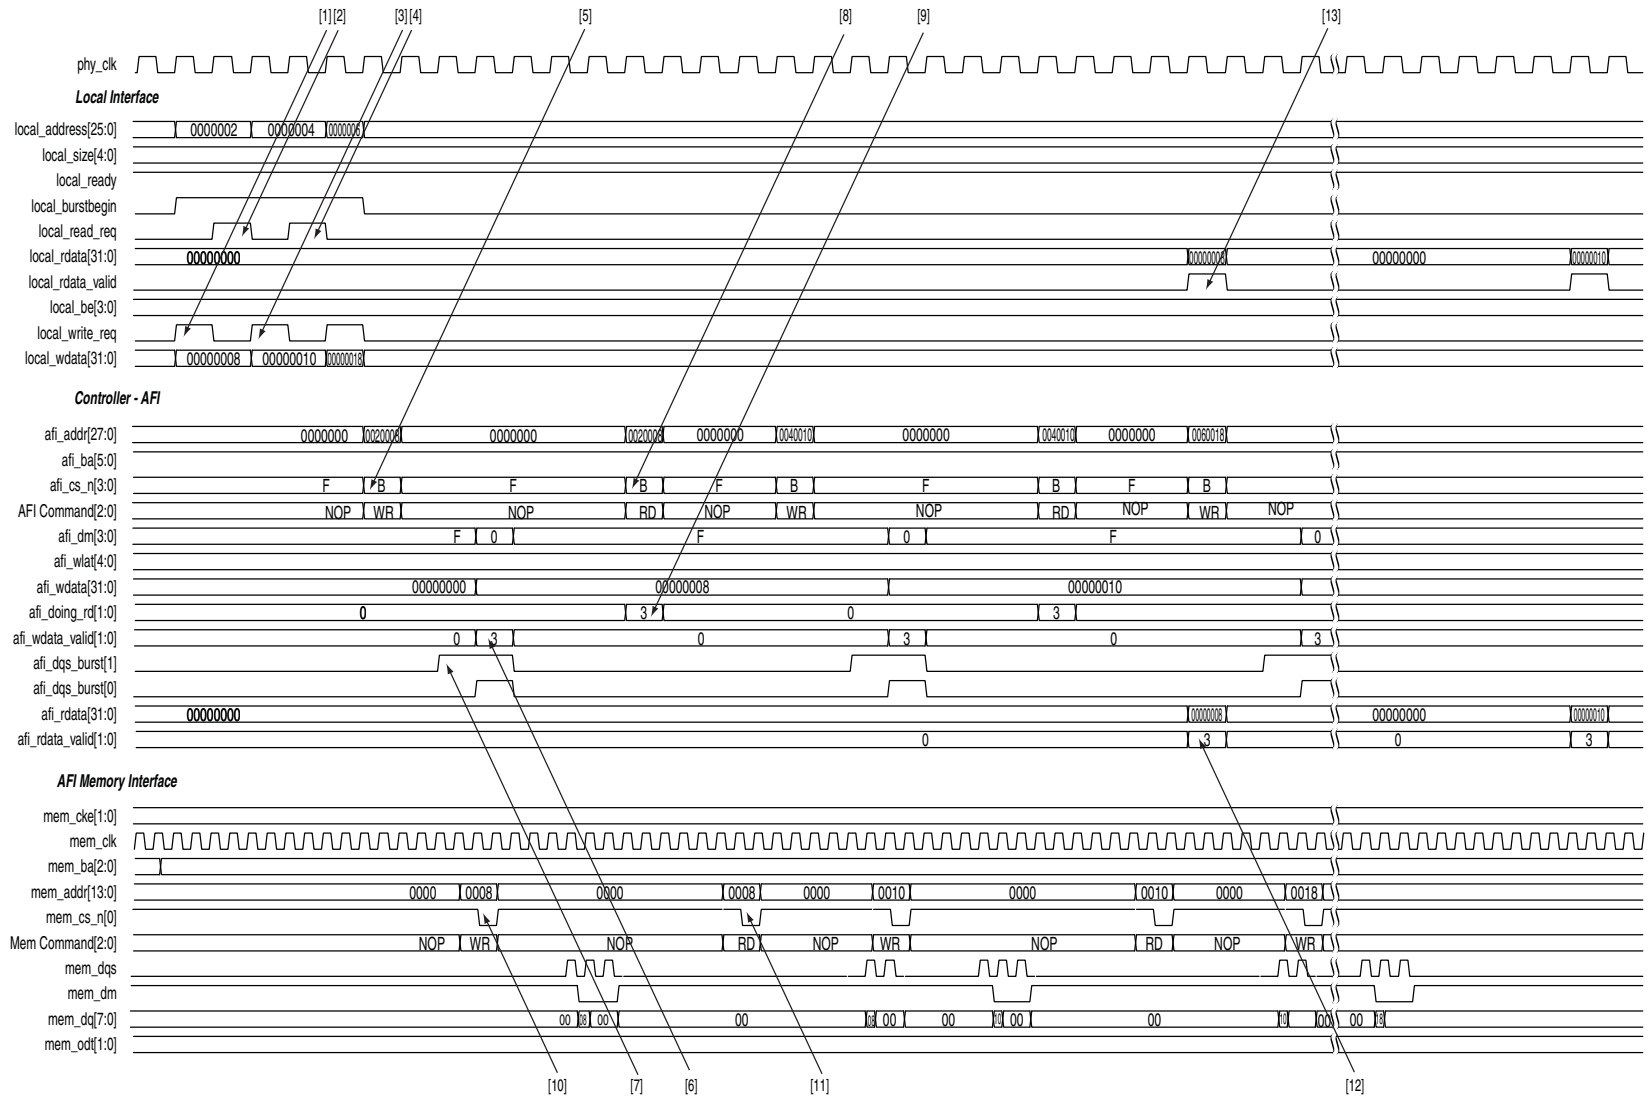 [1] [2] [3] [4] [5] [8] [9] [13]
phy_clk
Local Interface
local_address[25:0] 0000002 0000004 0000006
local_size[4:0]
local_ready
local_burstbegin
local_read_req
local_rdata[31:0] 00000000 00000008 00000000 00000010
local_rdata_valid
local_be[3:0]
local_write_req
local_wdata[31:0] 00000008 00000010 00000018
Controller - AFI
afi_addr[27:0] 0000000 0020008 0000000 0020008 0000000 0040010 0000000 0040010 0000000 0060018
afi_ba[5:0]
afi_cs_n[3:0] F B F B F B F B F B
AFI Command[2:0] NOP WR NOP RD NOP WR NOP RD NOP WR NOP
afi_dm[3:0] F 0 F 0 F 0
afi_wlat[4:0]
afi_wdata[31:0] 00000000 00000008 00000010
afi_doing_rd[1:0] 0 3 0 3
afi_wdata_valid[1:0] 0 3 0 3 0 3
afi_dqs_burst[1]
afi_dqs_burst[0]
afi_rdata[31:0] 00000000 00000008 00000000 00000010
afi_rdata_valid[1:0] 0 3 0 3
AFI Memory Interface
mem_cke[1:0]
mem_clk
mem_ba[2:0]
mem_addr[13:0] 0000 0008 0000 0008 0000 0010 0000 0010 0000 0018
mem_cs_n[0]
Mem Command[2:0] NOP WR NOP RD NOP WR NOP RD NOP WR
mem_dqs
mem_dm
mem_dq[7:0] 00 08 00 00 08 00 00 10 00 00 10 00 00 18
mem_odt[1:0]
[10] [7] [6] [11] [12]